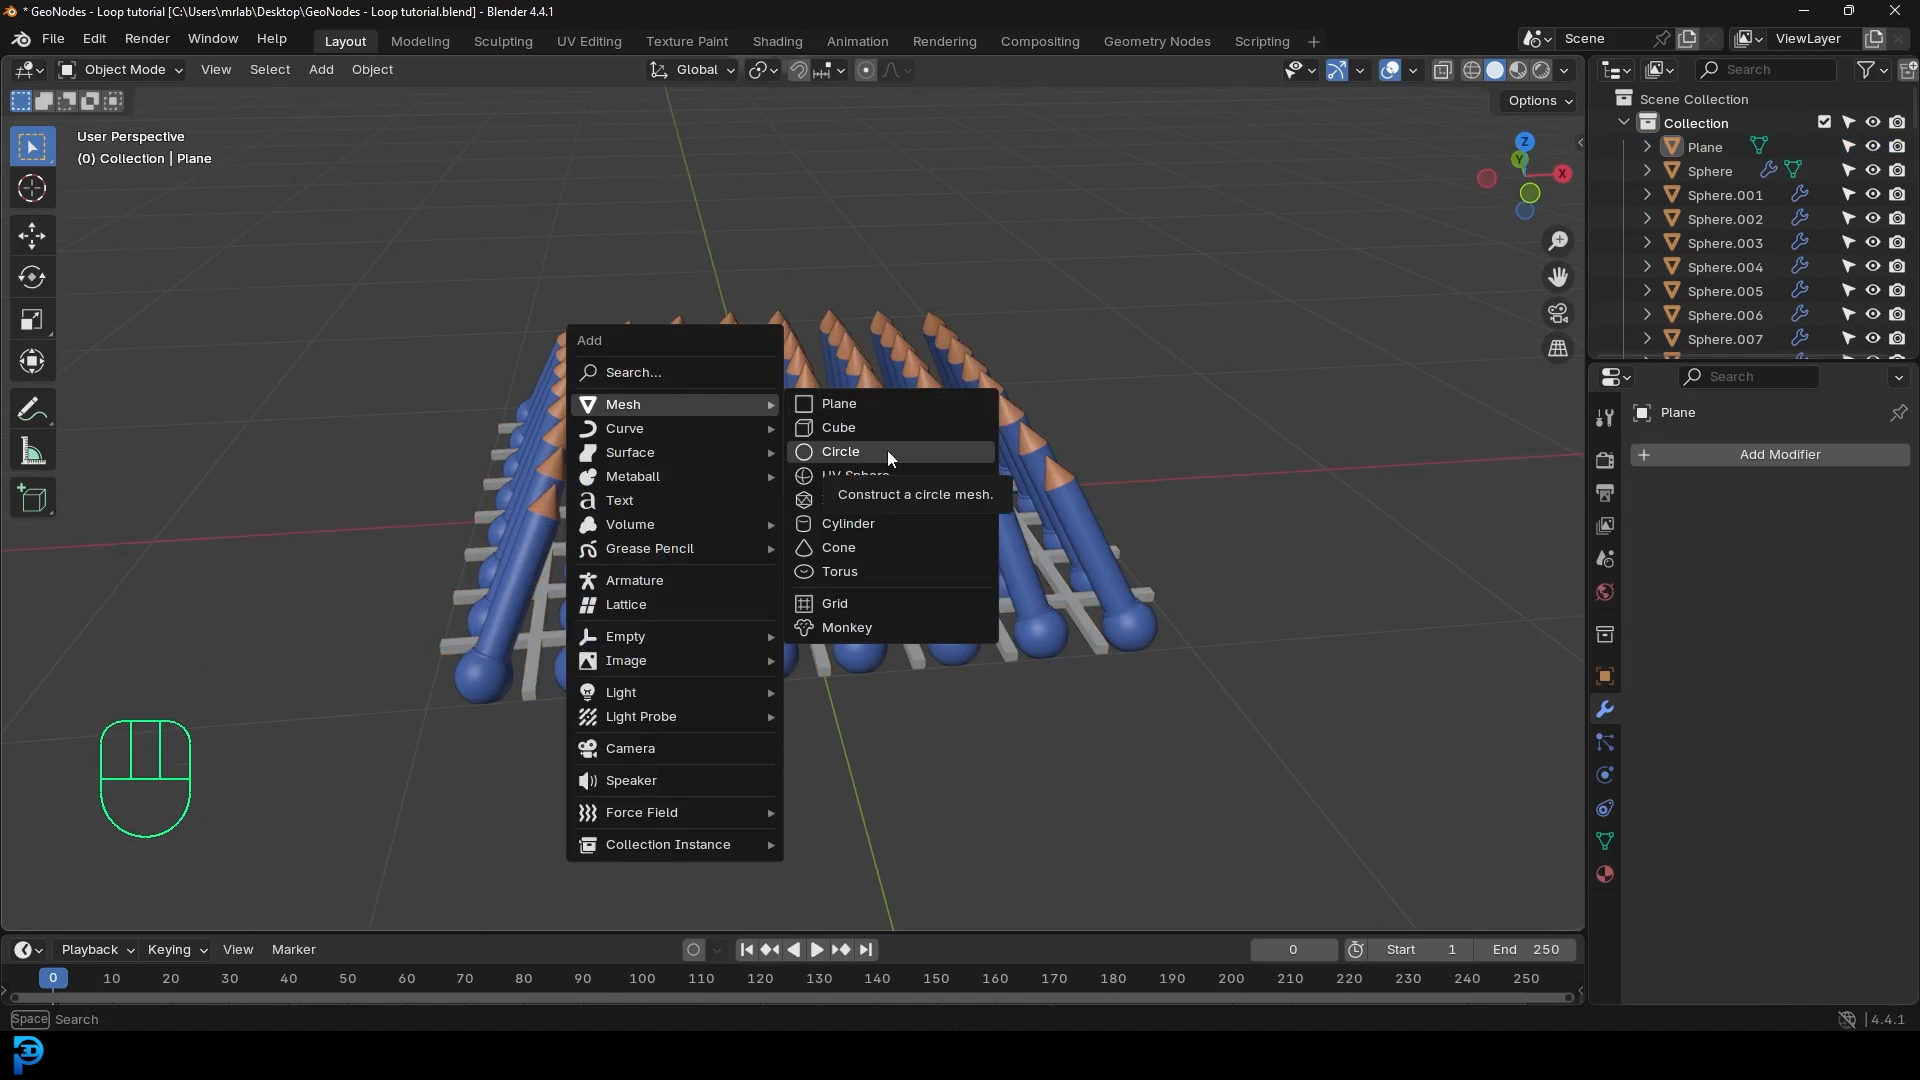 * GeoNodes - Loop tutorial [C:\Users\mrlab\Desktop\GeoNodes - Loop tutorial.blend] - Blender 4.4.1
File Edit Render Window Help Layout Modeling Sculpting UV Editing Texture Paint Shading Animation Rendering Compositing Geometry Nodes Scripting + Scene ViewLayer
Object Mode View Select Add Object Global Search
Options
Scene Collection
Collection
User Perspective
(0) Collection | Plane
Plane
Sphere
Sphere.001
Sphere.002
Sphere.003
Sphere.004
Sphere.005
Sphere.006
Sphere.007
Z
Y
X
Add
Search...
Mesh
Curve
Surface
Metaball
Text
Volume
Grease Pencil
Armature
Lattice
Empty
Image
Light
Light Probe
Camera
Speaker
Force Field
Collection Instance
Plane
Cube
Circle
UV Sphere
Construct a circle mesh.
Cylinder
Cone
Torus
Grid
Monkey
Search
Plane
+ Add Modifier
Playback Keying View Marker 0 Start 1 End 250
0 10 20 30 40 50 60 70 80 90 100 110 120 130 140 150 160 170 180 190 200 210 220 230 240 250
Space Search 4.4.1